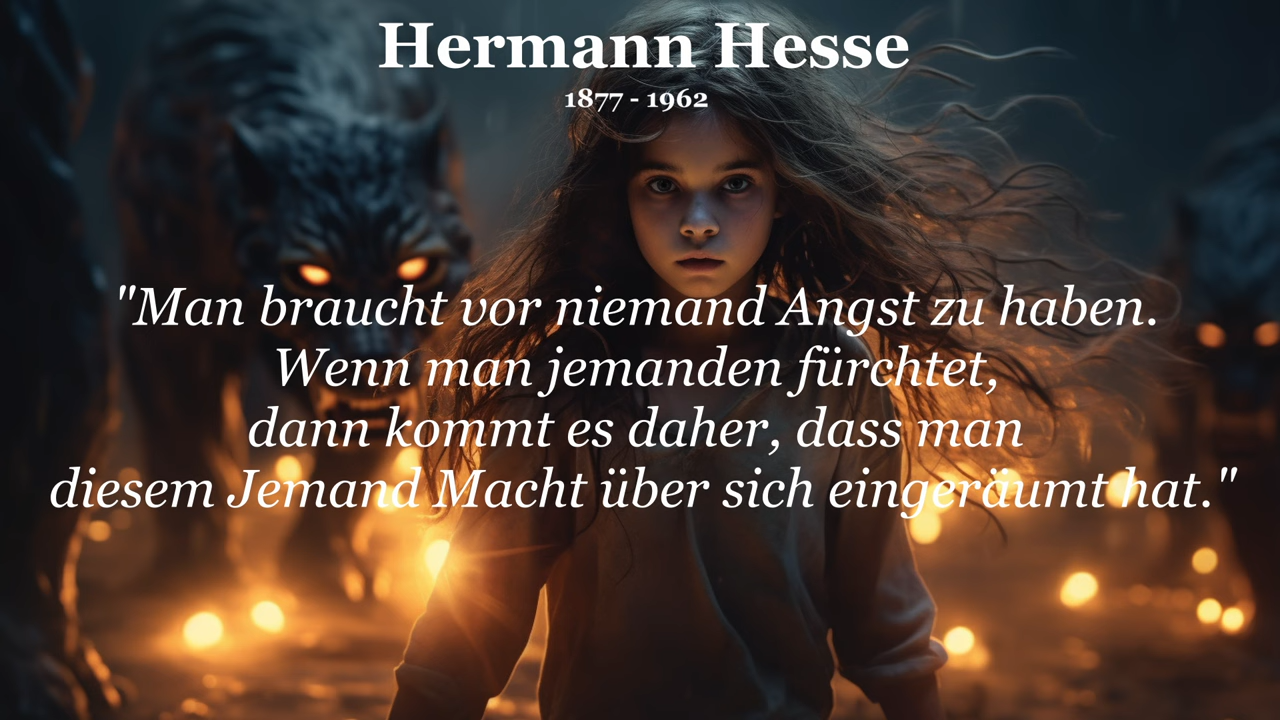 Hermann Hesse
1877 - 1962
"Man braucht vor niemand Angst zu haben.
Wenn man jemanden fürchtet,
dann kommt es daher, dass man
diesem Jemand Macht über sich eingeräumt hat."